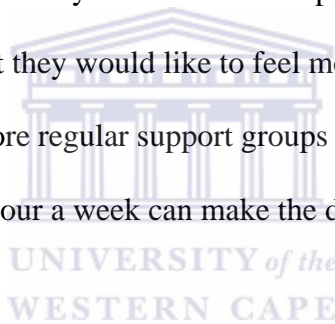 t they would like to feel mo
ore regular support groups
our a week can make the d
UNIVERSITY of the
WESTERN CAPE